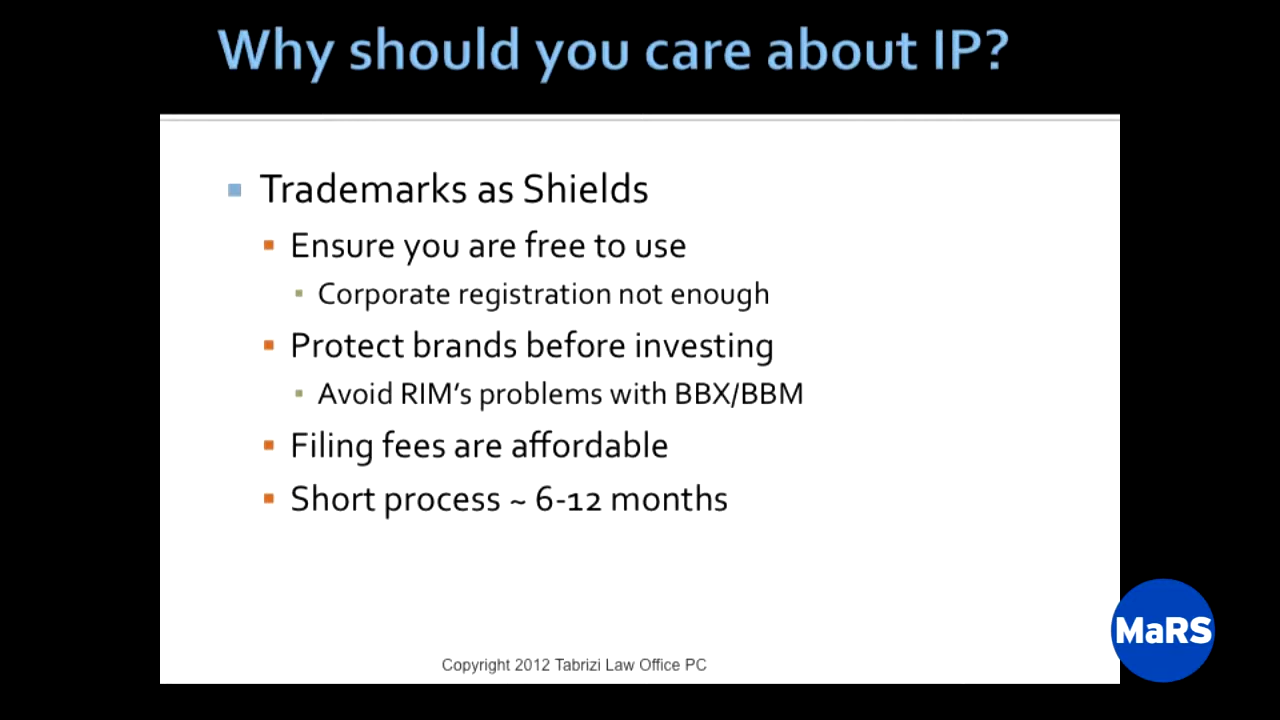 Why should you care about IP?
Trademarks as Shields
Ensure you are free to use
Corporate registration not enough
Protect brands before investing
Avoid RIM's problems with BBX/BBM
Filing fees are affordable
Short process ~ 6-12 months
MaRS
Copyright 2012 Tabrizi Law Office PC